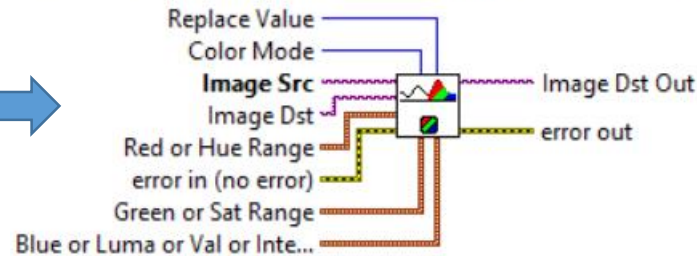 Replace Value
Color Mode
Image Src
Image Dst Out
Image Dst
error out
Red or Hue Range
error in (no error)
Green or Sat Range
Blue or Luma or Val or Inte...